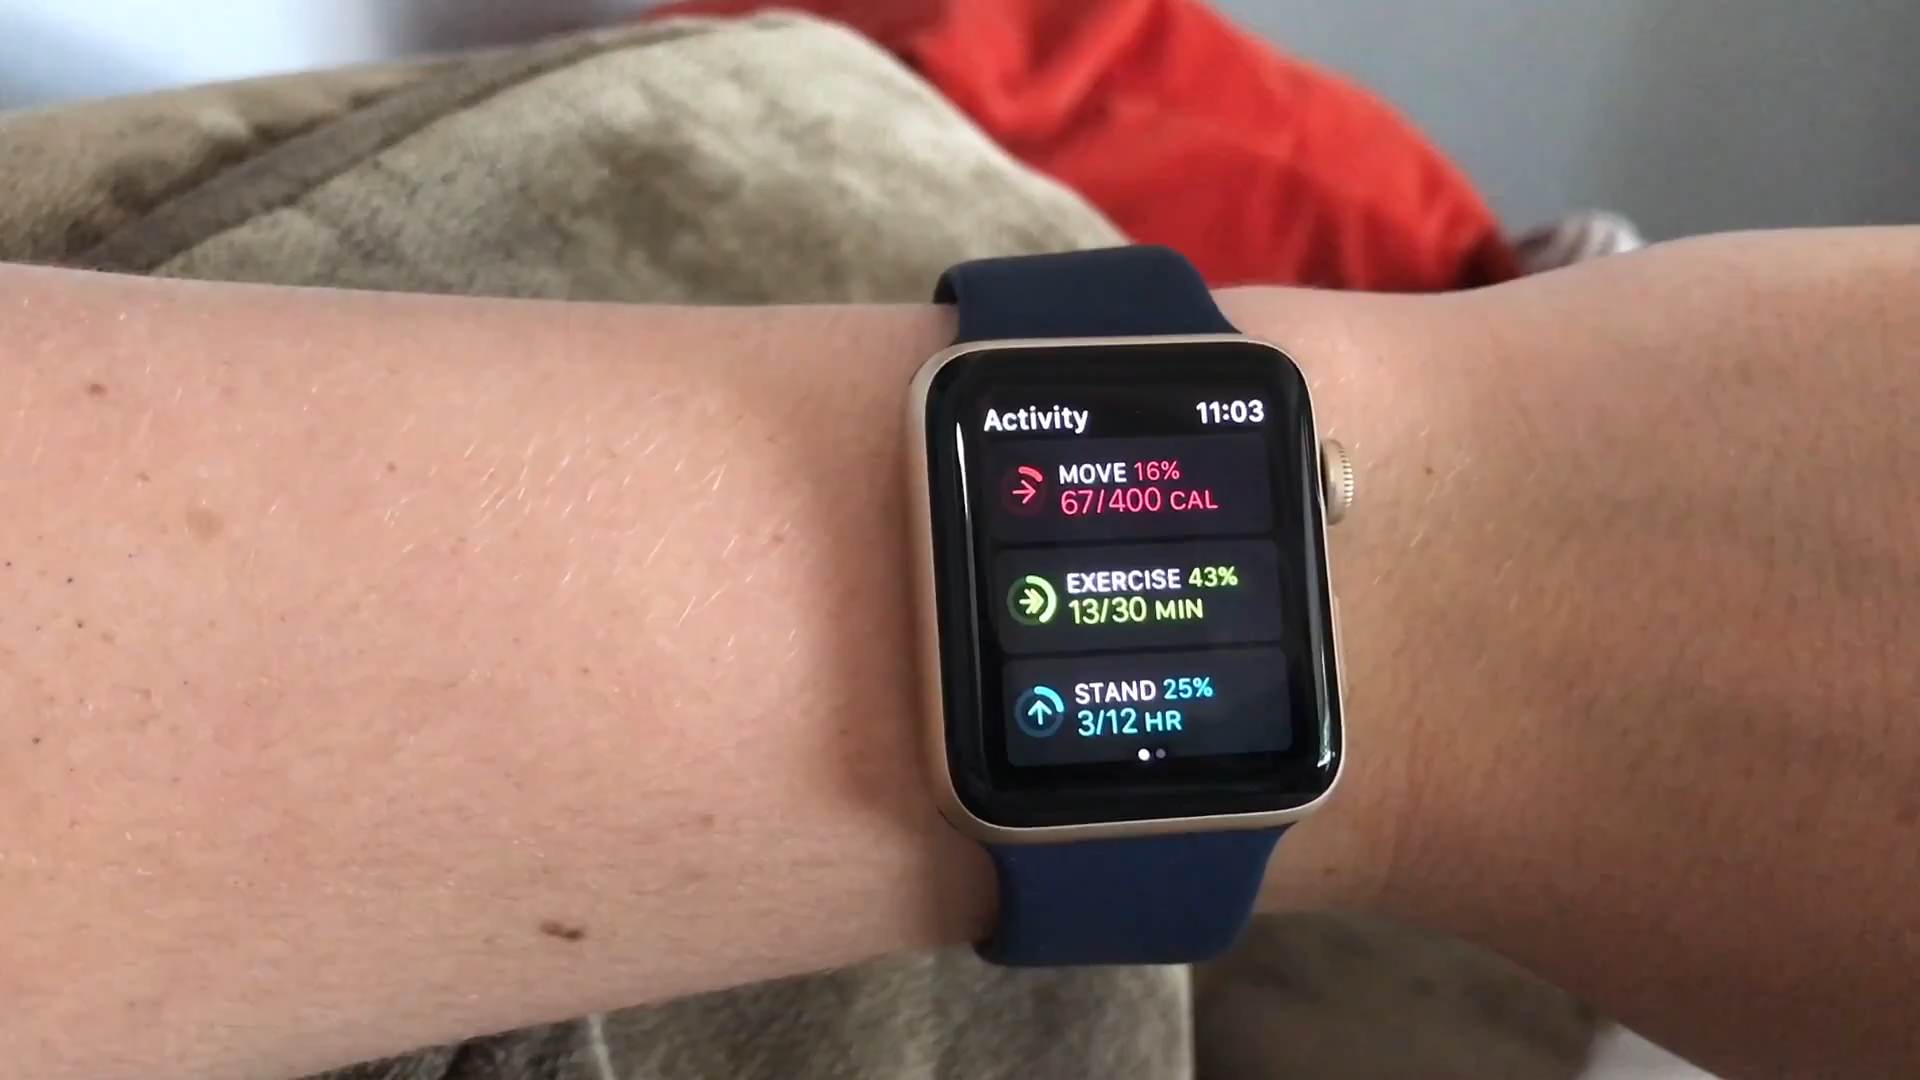 Activity 11:03
MOVE 16%
67/400 CAL
EXERCISE 43%
13/30 MIN
STAND 25%
3/12 HR